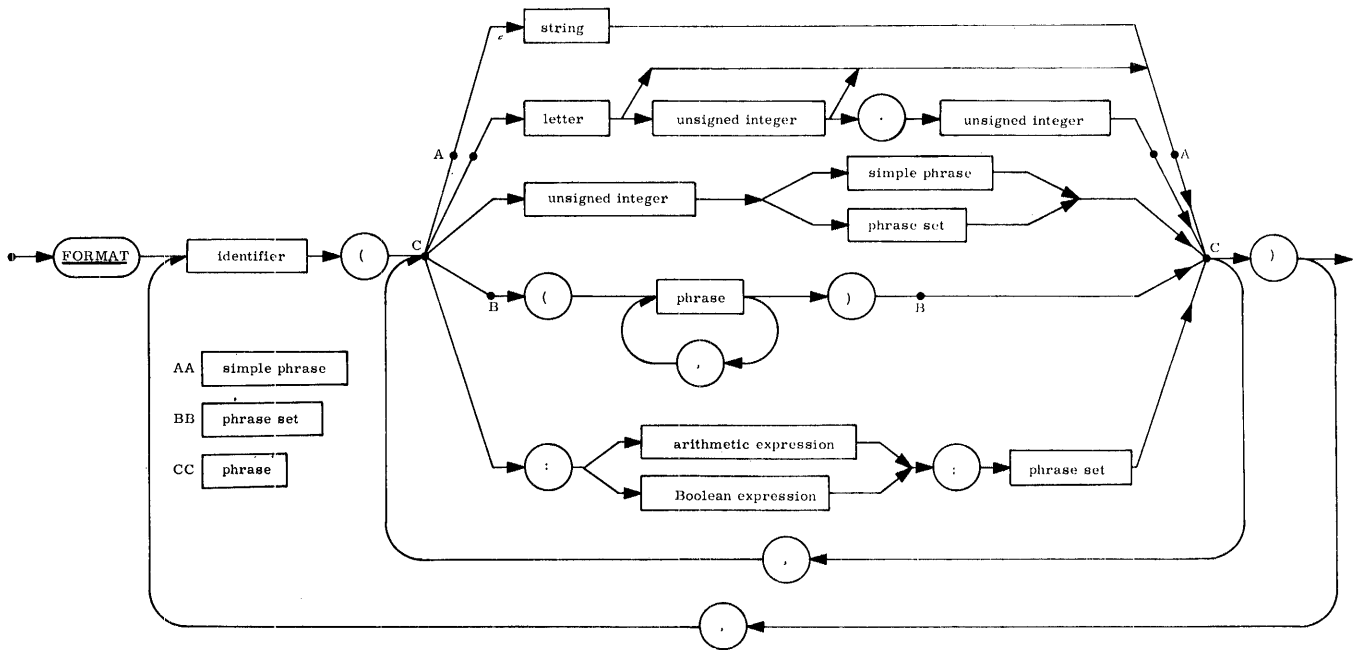 string
letter
unsigned integer
.
unsigned integer
A
A
unsigned integer
simple phrase
phrase set
FORMAT
identifier
(
C
C
)
B
(
phrase
)
B
,
AA simple phrase
BB phrase set
CC phrase
:
arithmetic expression
Boolean expression
:
phrase set
,
,